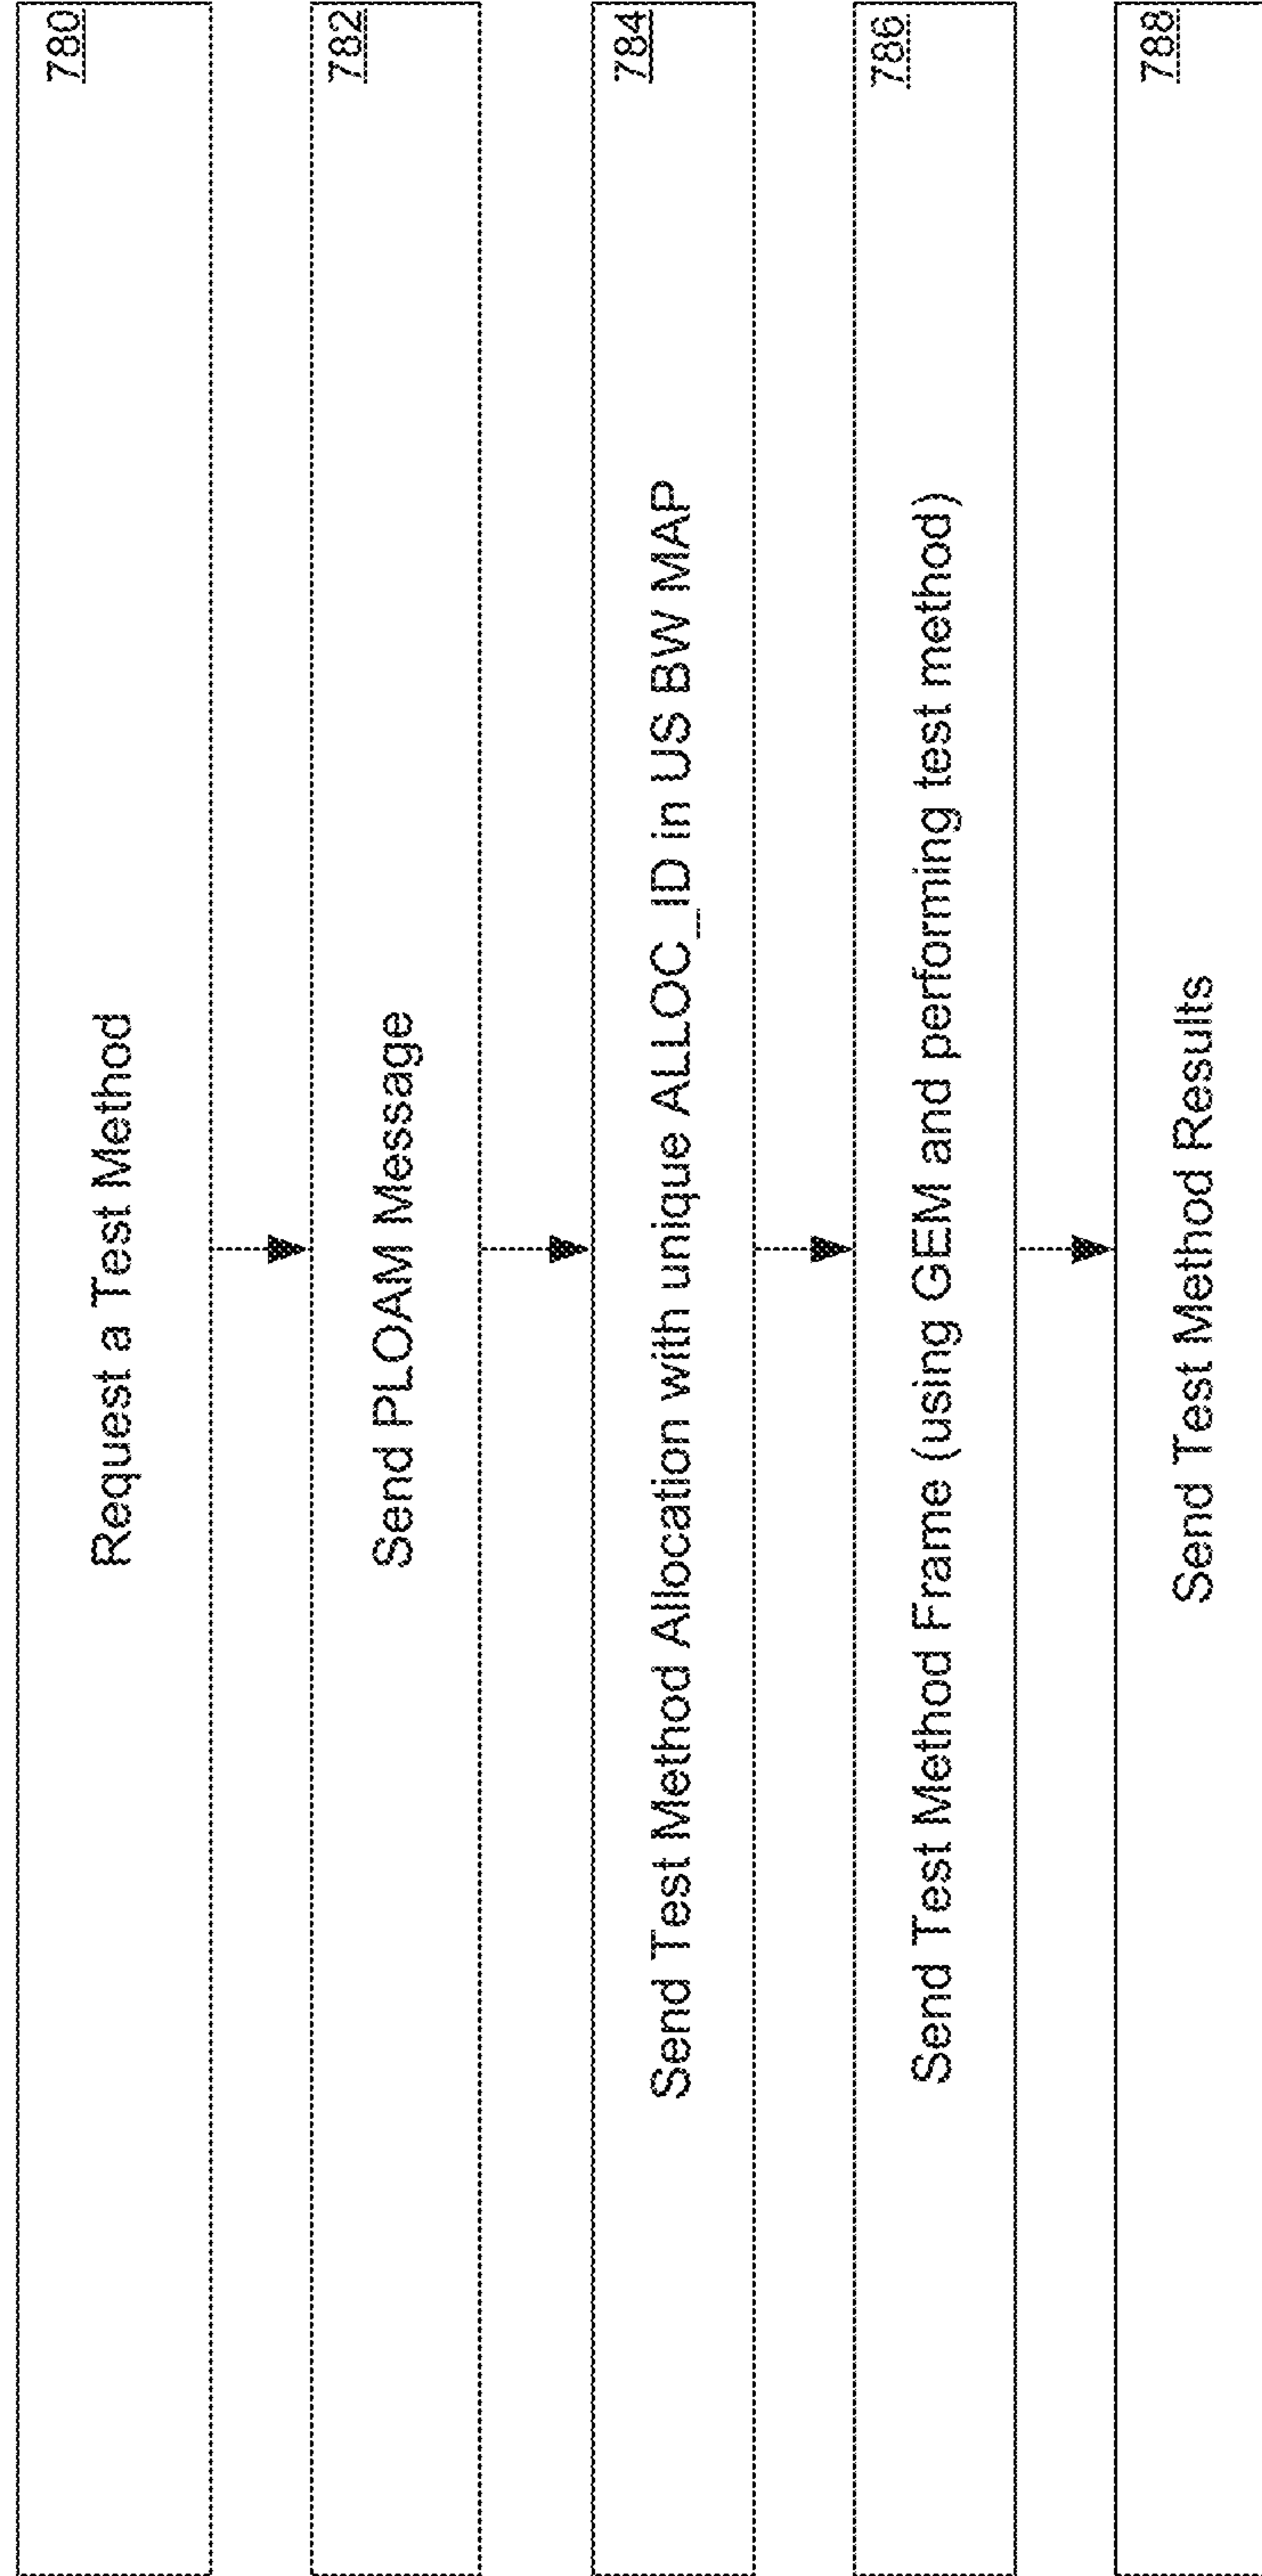 780
Request a Test Method
782
Send PLOAM Message
784
Send Test Method Allocation with unique ALLOC_ID in US BW MAP
786
Send Test Method Frame (using GEM and performing test method)
788
Send Test Method Results